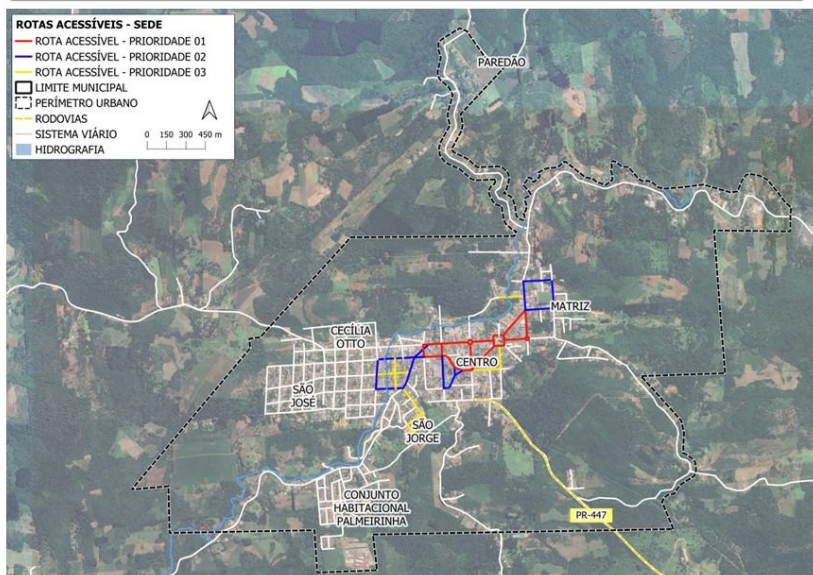 ROTAS ACESSÍVEIS - SEDE
ROTA ACESSÍVEL - PRIORIDADE 01
ROTA ACESSÍVEL - PRIORIDADE 02
ROTA ACESSÍVEL - PRIORIDADE 03
LIMITE MUNICIPAL
PERÍMETRO URBANO
RODOVIAS
SISTEMA VIÁRIO
HIDROGRAFIA
0 150 300 450 m
PAREDÃO
MATRIZ
CECÍLIA
OTTO
CENTRO
SÃO
JOSÉ
SÃO
JORGE
CONJUNTO
HABITACIONAL
PALMEIRINHA
PR-447